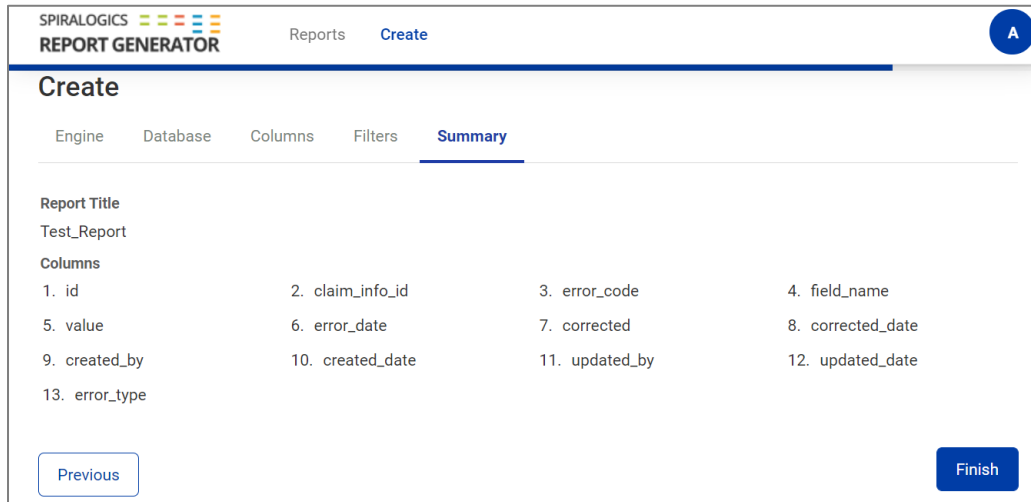 SPIRALOGICS
REPORT GENERATOR
Reports Create
A
Create
Engine Database Columns Filters Summary
Report Title
Test_Report
Columns
1. id 2. claim_info_id 3. error_code 4. field_name
5. value 6. error_date 7. corrected 8. corrected_date
9. created_by 10. created_date 11. updated_by 12. updated_date
13. error_type
Previous Finish